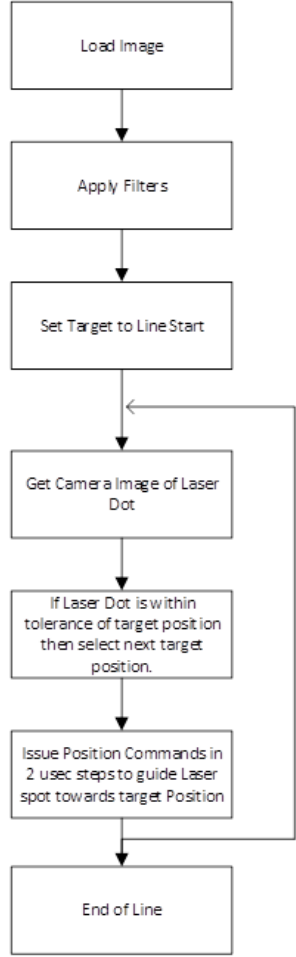 Load Image
Apply Filters
Set Target to Line Start
Get Camera Image of Laser
Dot
If Laser Dot is within
tolerance of target position
then select next target
position.
Issue Position Commands in
2 usec steps to guide Laser
spot towards target Position
End of Line